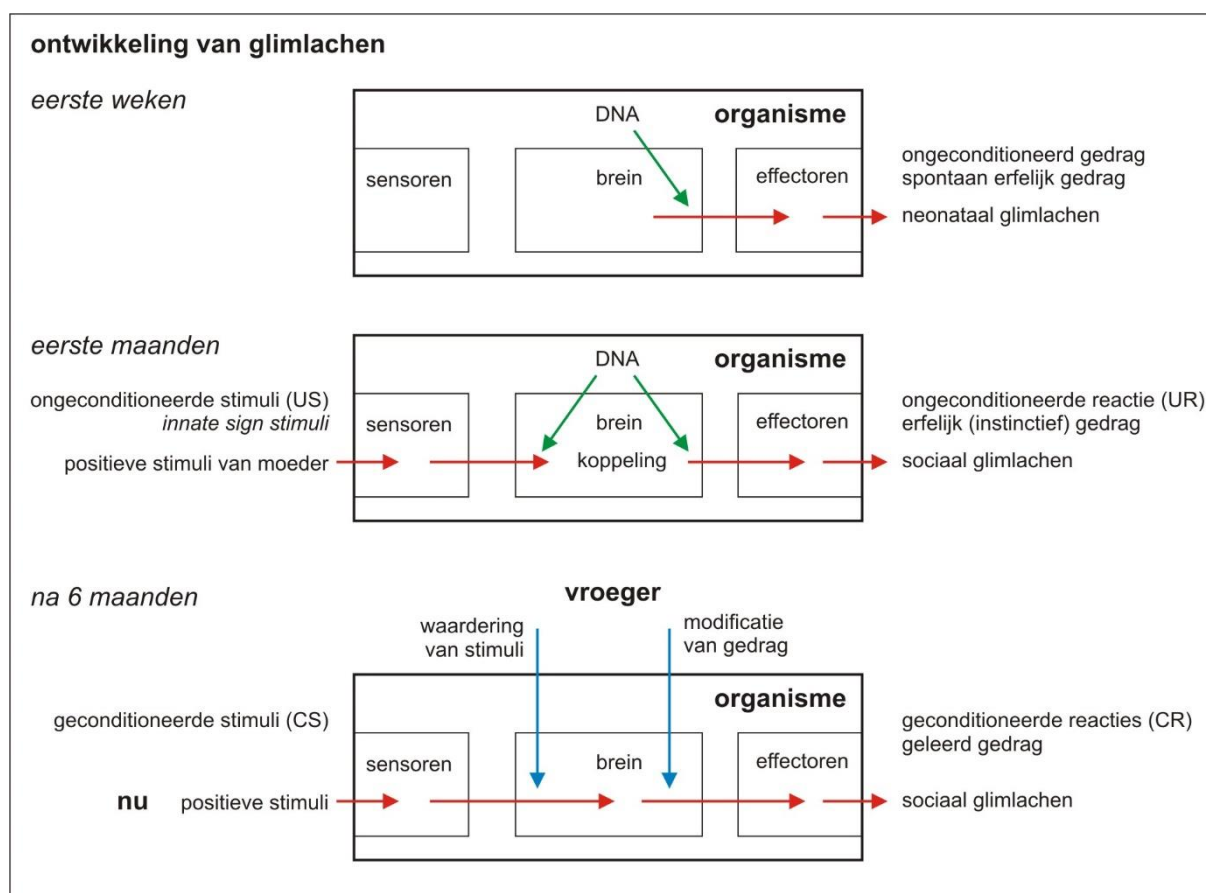 ontwikkeling van glimlachen
eerste weken
DNA
organisme
sensoren
brein
effectoren
ongeconditioneerd gedrag
spontaan erfelijk gedrag
neonataal glimlachen
eerste maanden
DNA
organisme
ongeconditioneerde stimuli (US)
innate sign stimuli
positieve stimuli van moeder
sensoren
brein
koppeling
effectoren
ongeconditioneerde reactie (UR)
erfelijk (instinctief) gedrag
sociaal glimlachen
na 6 maanden
vroeger
waardering
van stimuli
modificatie
van gedrag
organisme
geconditioneerde stimuli (CS)
nu positieve stimuli
sensoren
brein
effectoren
geconditioneerde reacties (CR)
geleerd gedrag
sociaal glimlachen